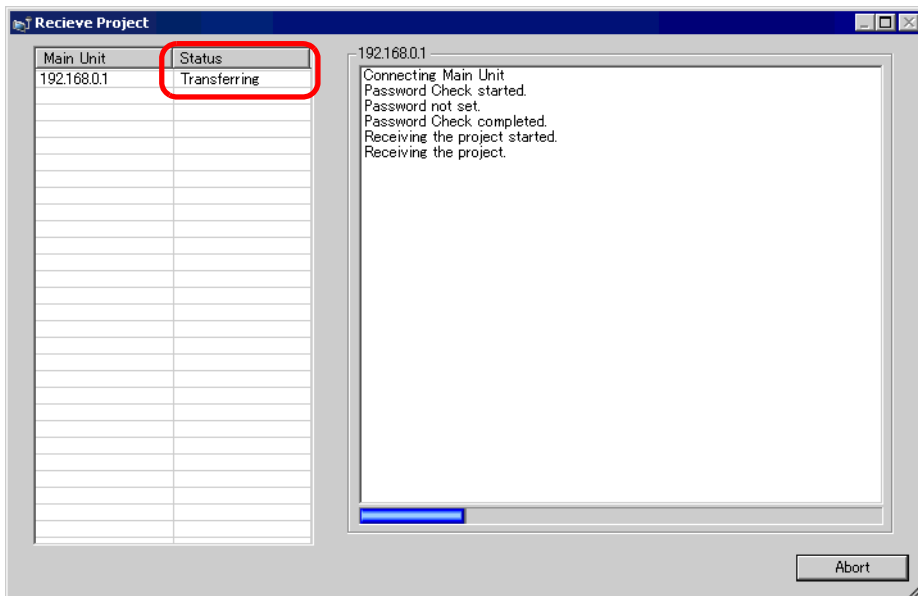 Recieve Project
Main Unit Status
192.168.0.1 Transferring
192.168.0.1
Connecting Main Unit
Password Check started.
Password not set.
Password Check completed.
Receiving the project started.
Receiving the project.
Abort